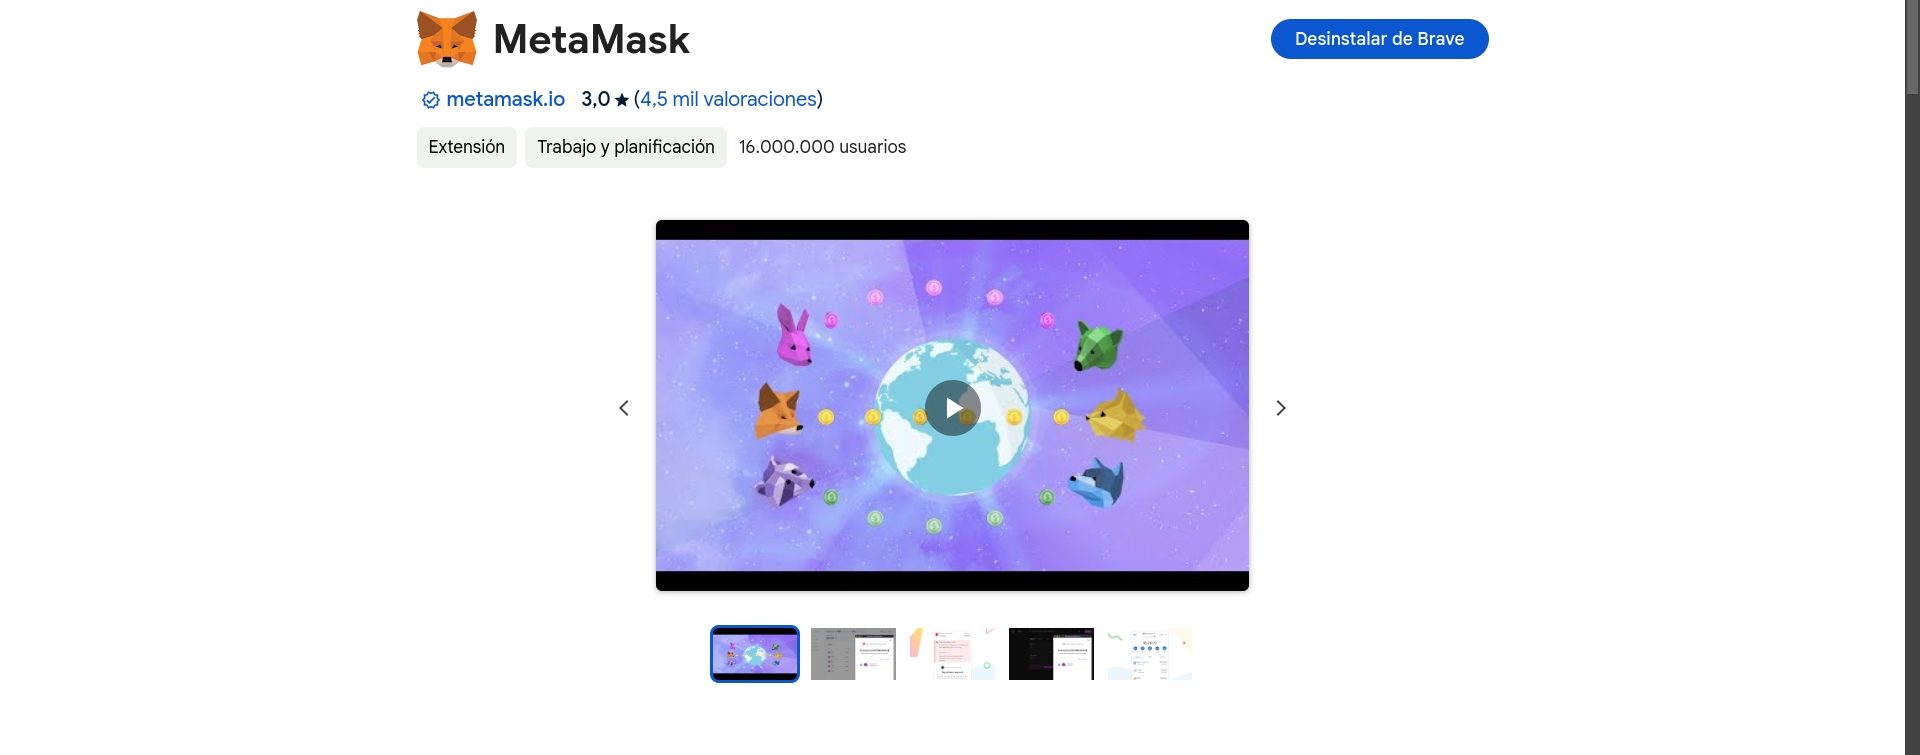 MetaMask
Desinstalar de Brave
metamask.io 3,0 ★ (4,5 mil valoraciones)
Extensión Trabajo y planificación 16.000.000 usuarios